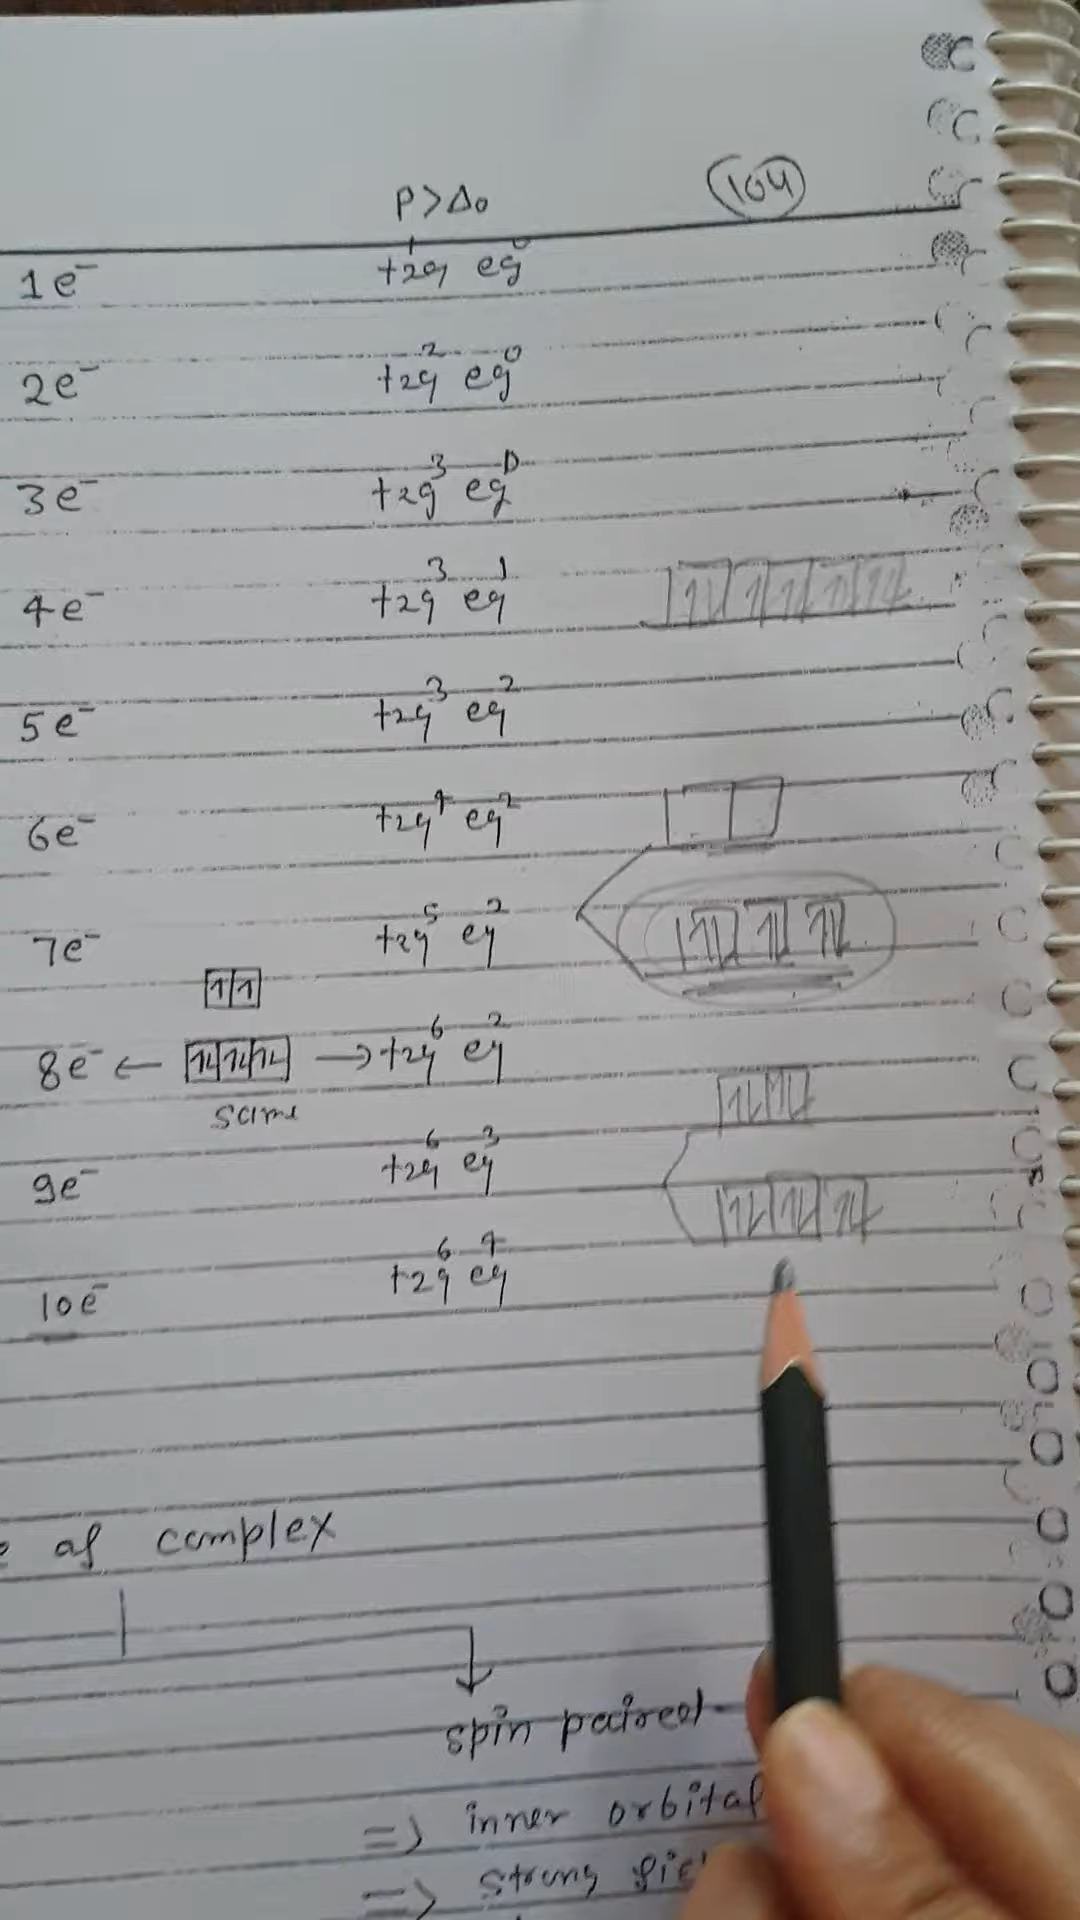 P>Δo 104
1e⁻ t2g¹ eg⁰
2e⁻ t2g² eg⁰
3e⁻ t2g³ eg⁰
4e⁻ t2g³ eg¹
5e⁻ t2g³ eg²
6e⁻ t2g⁴ eg²
7e⁻ t2g⁵ eg²
8e⁻ ← → t2g⁶ eg²
same
9e⁻ t2g⁶ eg³
10e⁻ t2g⁶ eg⁴
of complex
spin paired
=> inner orbital
=> strong